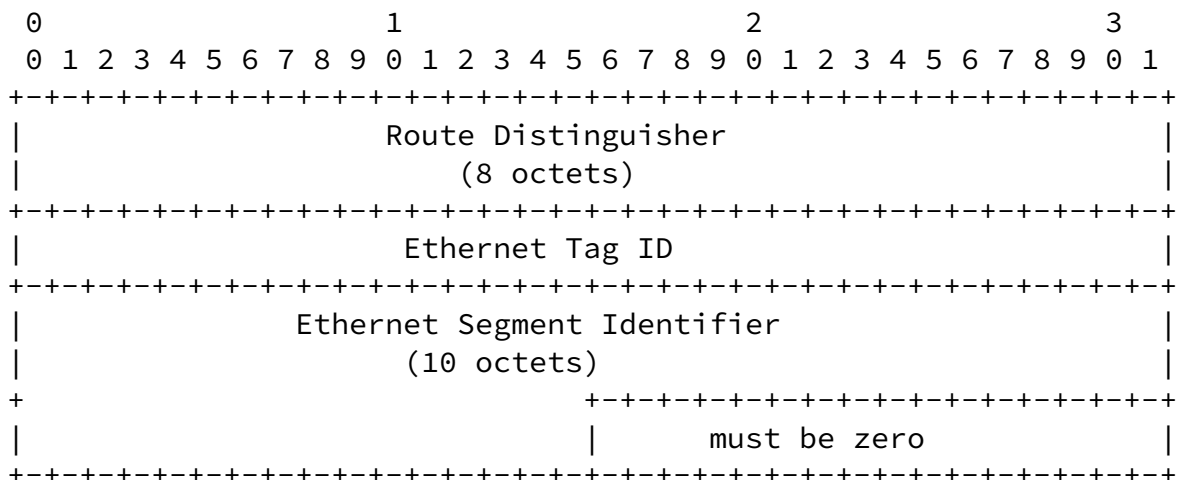 0                   1                   2                   3
 0 1 2 3 4 5 6 7 8 9 0 1 2 3 4 5 6 7 8 9 0 1 2 3 4 5 6 7 8 9 0 1
+-+-+-+-+-+-+-+-+-+-+-+-+-+-+-+-+-+-+-+-+-+-+-+-+-+-+-+-+-+-+-+-+
|                    Route Distinguisher                        |
|                        (8 octets)                             |
+-+-+-+-+-+-+-+-+-+-+-+-+-+-+-+-+-+-+-+-+-+-+-+-+-+-+-+-+-+-+-+-+
|                     Ethernet Tag ID                           |
+-+-+-+-+-+-+-+-+-+-+-+-+-+-+-+-+-+-+-+-+-+-+-+-+-+-+-+-+-+-+-+-+
|               Ethernet Segment Identifier                     |
|                     (10 octets)                               |
+                               +-+-+-+-+-+-+-+-+-+-+-+-+-+-+-+-+
|                               |      must be zero             |
+-+-+-+-+-+-+-+-+-+-+-+-+-+-+-+-+-+-+-+-+-+-+-+-+-+-+-+-+-+-+-+-+